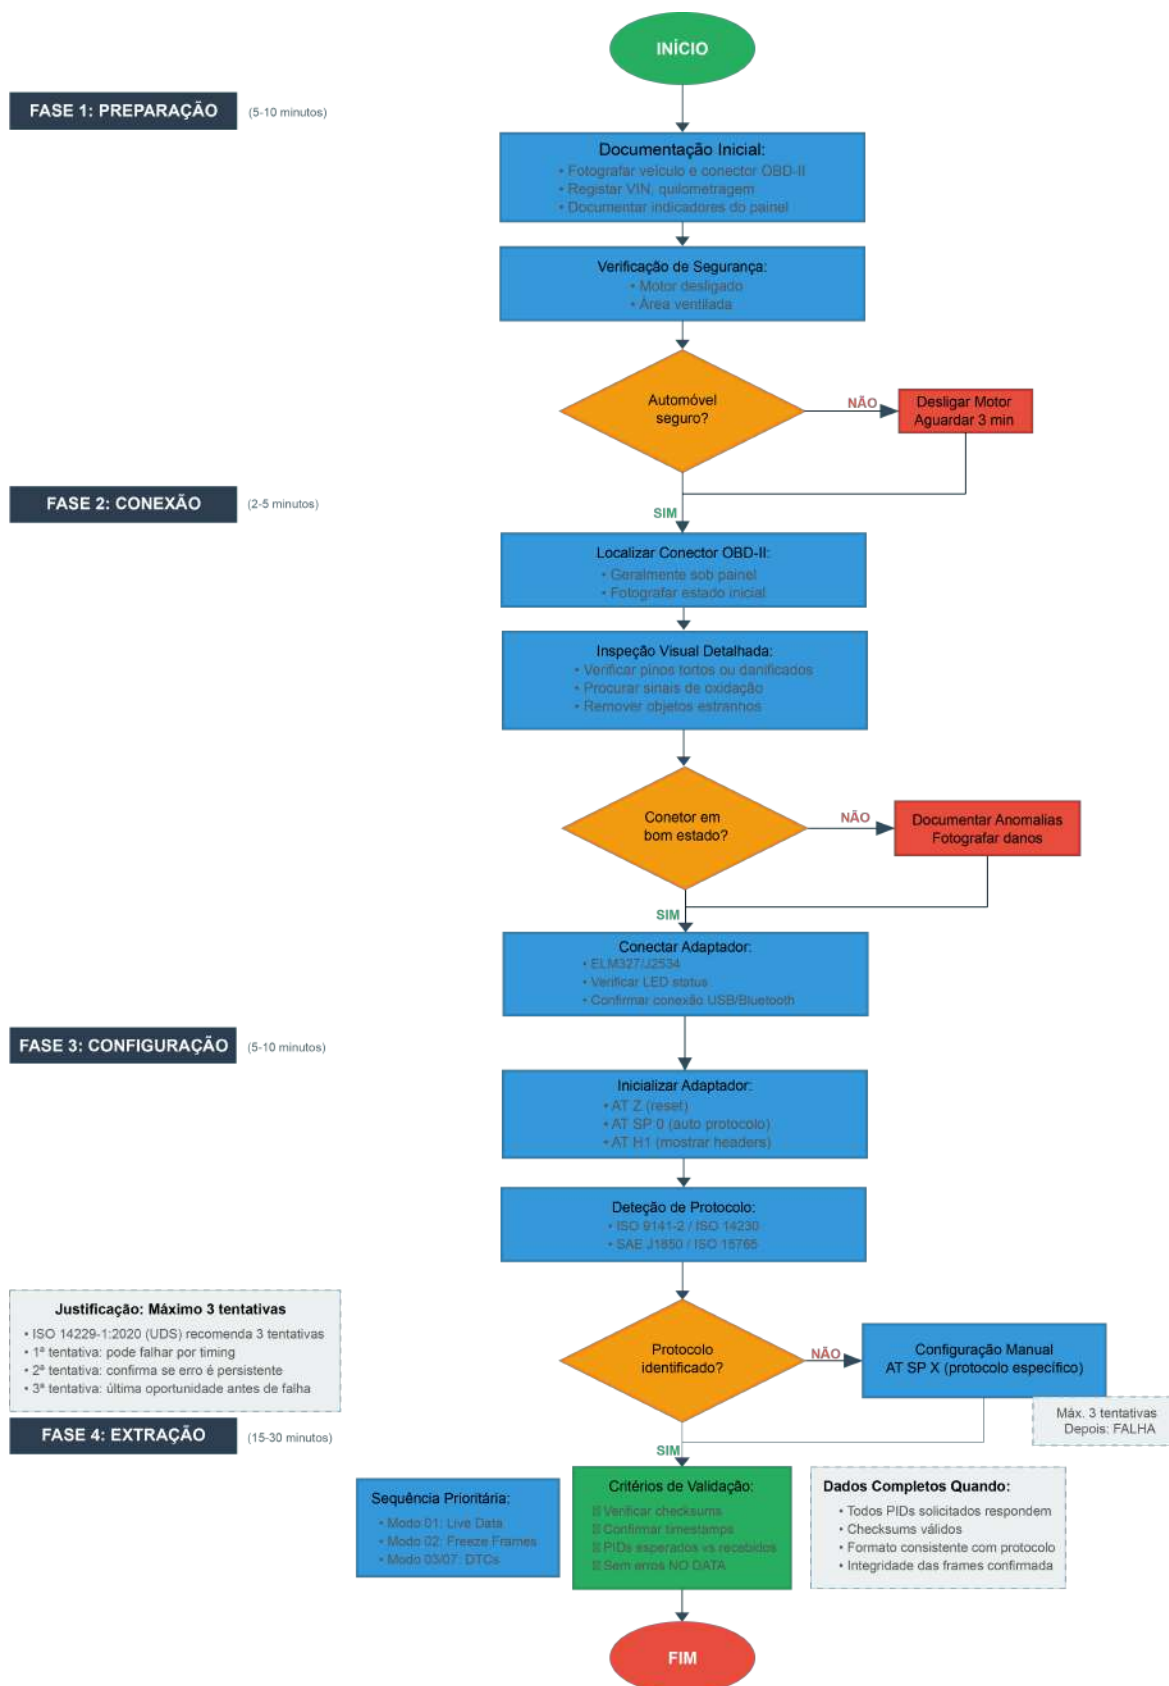 INÍCIO
FASE 1: PREPARAÇÃO (5-10 minutos)
Documentação Inicial:
• Fotografar veículo e conector OBD-II
• Registar VIN, quilometragem
• Documentar indicadores do painel
Verificação de Segurança:
• Motor desligado
• Área ventilada
Automóvel
seguro?
NÃO
Desligar Motor
Aguardar 3 min
FASE 2: CONEXÃO (2-5 minutos)
SIM
Localizar Conector OBD-II:
• Geralmente sob painel
• Fotografar estado inicial
Inspeção Visual Detalhada:
• Verificar pinos tortos ou danificados
• Procurar sinais de oxidação
• Remover objetos estranhos
Conetor em
bom estado?
NÃO
Documentar Anomalias
Fotografar danos
SIM
Conectar Adaptador:
• ELM327/J2534
• Verificar LED status
• Confirmar conexão USB/Bluetooth
FASE 3: CONFIGURAÇÃO (5-10 minutos)
Inicializar Adaptador:
• AT Z (reset)
• AT SP 0 (auto protocolo)
• AT H1 (mostrar headers)
Deteção de Protocolo:
• ISO 9141-2 / ISO 14230
• SAE J1850 / ISO 15765
Justificação: Máximo 3 tentativas
• ISO 14229-1:2020 (UDS) recomenda 3 tentativas
• 1ª tentativa: pode falhar por timing
• 2ª tentativa: confirma se erro é persistente
• 3ª tentativa: última oportunidade antes de falha
Protocolo
identificado?
NÃO
Configuração Manual
AT SP X (protocolo específico)
Máx. 3 tentativas
Depois: FALHA
FASE 4: EXTRAÇÃO (15-30 minutos)
SIM
Sequência Prioritária:
• Modo 01: Live Data
• Modo 02: Freeze Frames
• Modo 03/07: DTCs
Critérios de Validação:
Verificar checksums
Confirmar timestamps
PIDs esperados vs recebidos
Sem erros NO DATA
Dados Completos Quando:
• Todos PIDs solicitados respondem
• Checksums válidos
• Formato consistente com protocolo
• Integridade das frames confirmada
FIM